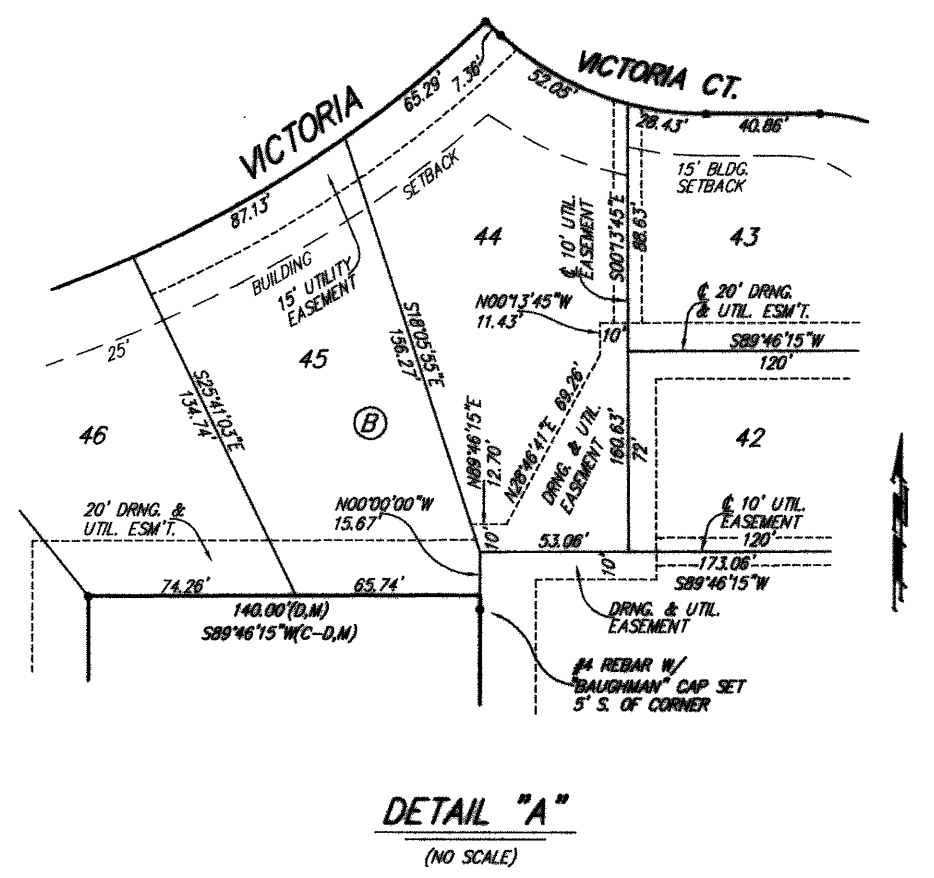 VICTORIA
VICTORIA CT.
65.29'
7.36'
52.05'
28.43'
40.86'
87.13'
SETBACK
BUILDING
25'
15' UTILITY
EASEMENT
15' BLDG.
SETBACK
44
43
℄ 10' UTIL.
EASEMENT
S00°13'45"E
88.63'
N00°13'45"W
11.43'
10'
℄ 20' DRNG.
& UTIL. ESM'T.
S89°46'15"W
120'
45
S18°05'55"E
156.27'
S25°41'03"E
134.74'
46
B
N89°46'15"E
12.70'
N28°46'41"E 69.26'
DRNG. & UTIL.
EASEMENT
160.63'
72'
42
20' DRNG. &
UTIL. ESM'T.
N00°00'00"W
15.67'
10'
53.06'
10'
℄ 10' UTIL.
EASEMENT
120'
173.06'
S89°46'15"W
74.26'
65.74'
140.00'(D,M)
S89°46'15"W(C-D,M)
DRNG. & UTIL.
EASEMENT
#4 REBAR W/
"BAUGHMAN" CAP SET
5' S. OF CORNER
DETAIL "A"
(NO SCALE)